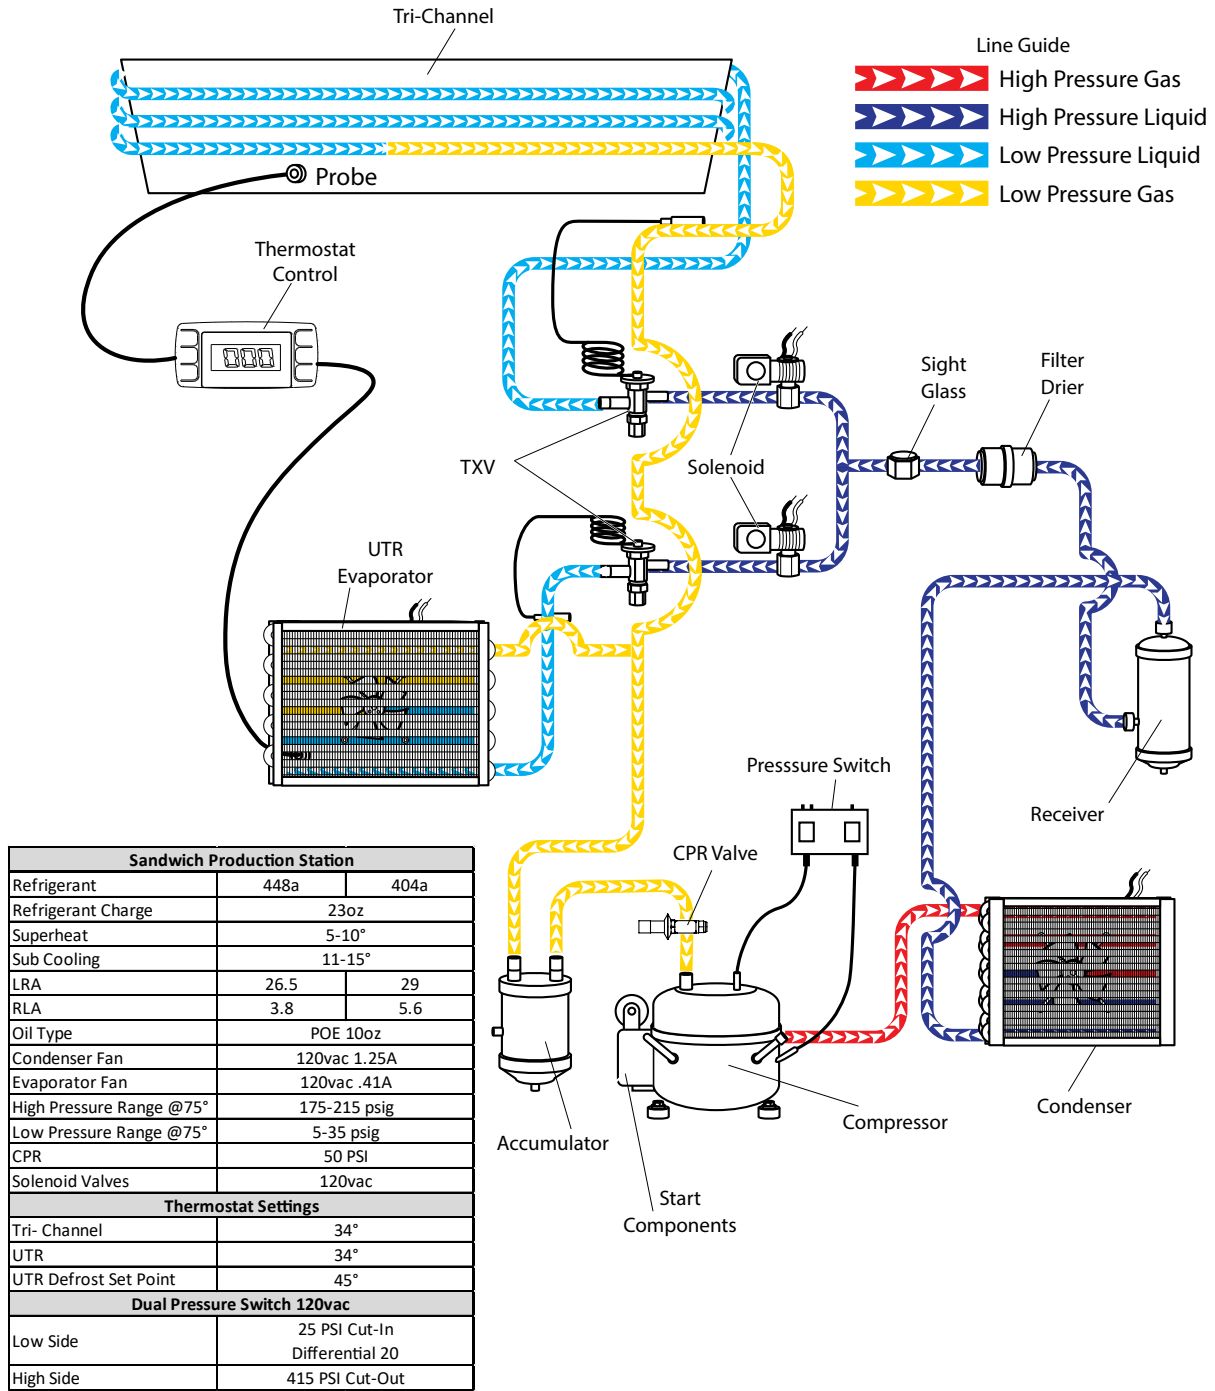 Tri-Channel
Line Guide
High Pressure Gas
High Pressure Liquid
Low Pressure Liquid
Low Pressure Gas
Probe
Thermostat
Control
000
Sight
Glass
Filter
Drier
TXV
Solenoid
UTR
Evaporator
Presssure Switch
Receiver
CPR Valve
Accumulator
Compressor
Condenser
Start
Components
Sandwich Production Station
Refrigerant 448a 404a
Refrigerant Charge 23oz
Superheat 5-10°
Sub Cooling 11-15°
LRA 26.5 29
RLA 3.8 5.6
Oil Type POE 10oz
Condenser Fan 120vac 1.25A
Evaporator Fan 120vac .41A
High Pressure Range @75° 175-215 psig
Low Pressure Range @75° 5-35 psig
CPR 50 PSI
Solenoid Valves 120vac
Thermostat Settings
Tri- Channel 34°
UTR 34°
UTR Defrost Set Point 45°
Dual Pressure Switch 120vac
Low Side 25 PSI Cut-In
Differential 20
High Side 415 PSI Cut-Out